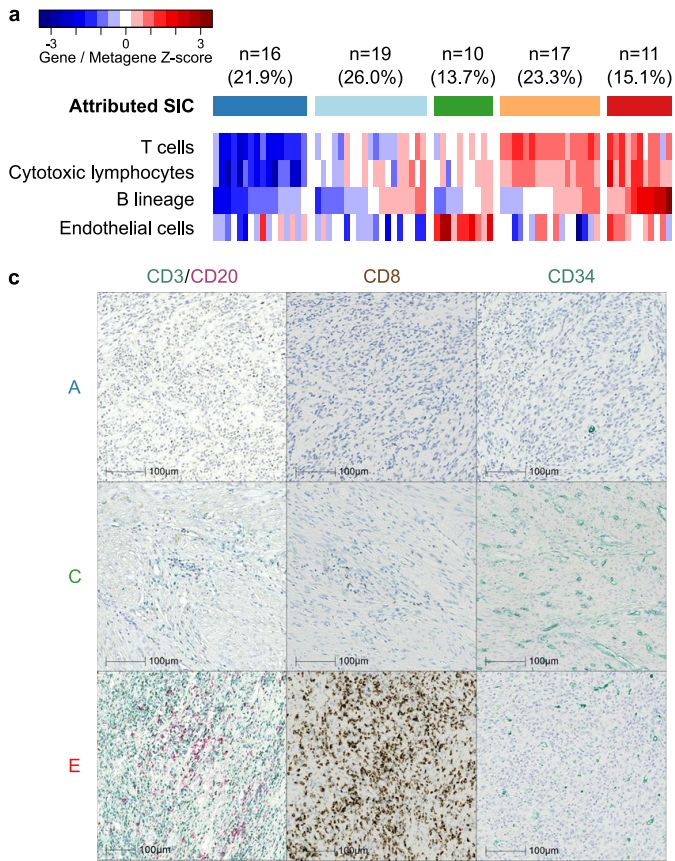 a
-3 0 3
Gene / Metagene Z-score
n=16 n=19 n=10 n=17 n=11
(21.9%) (26.0%) (13.7%) (23.3%) (15.1%)
Attributed SIC
T cells
Cytotoxic lymphocytes
B lineage
Endothelial cells
c
CD3/CD20 CD8 CD34
A
100μm 100μm 100μm
C
100μm 100μm 100μm
E
100μm 100μm 100μm